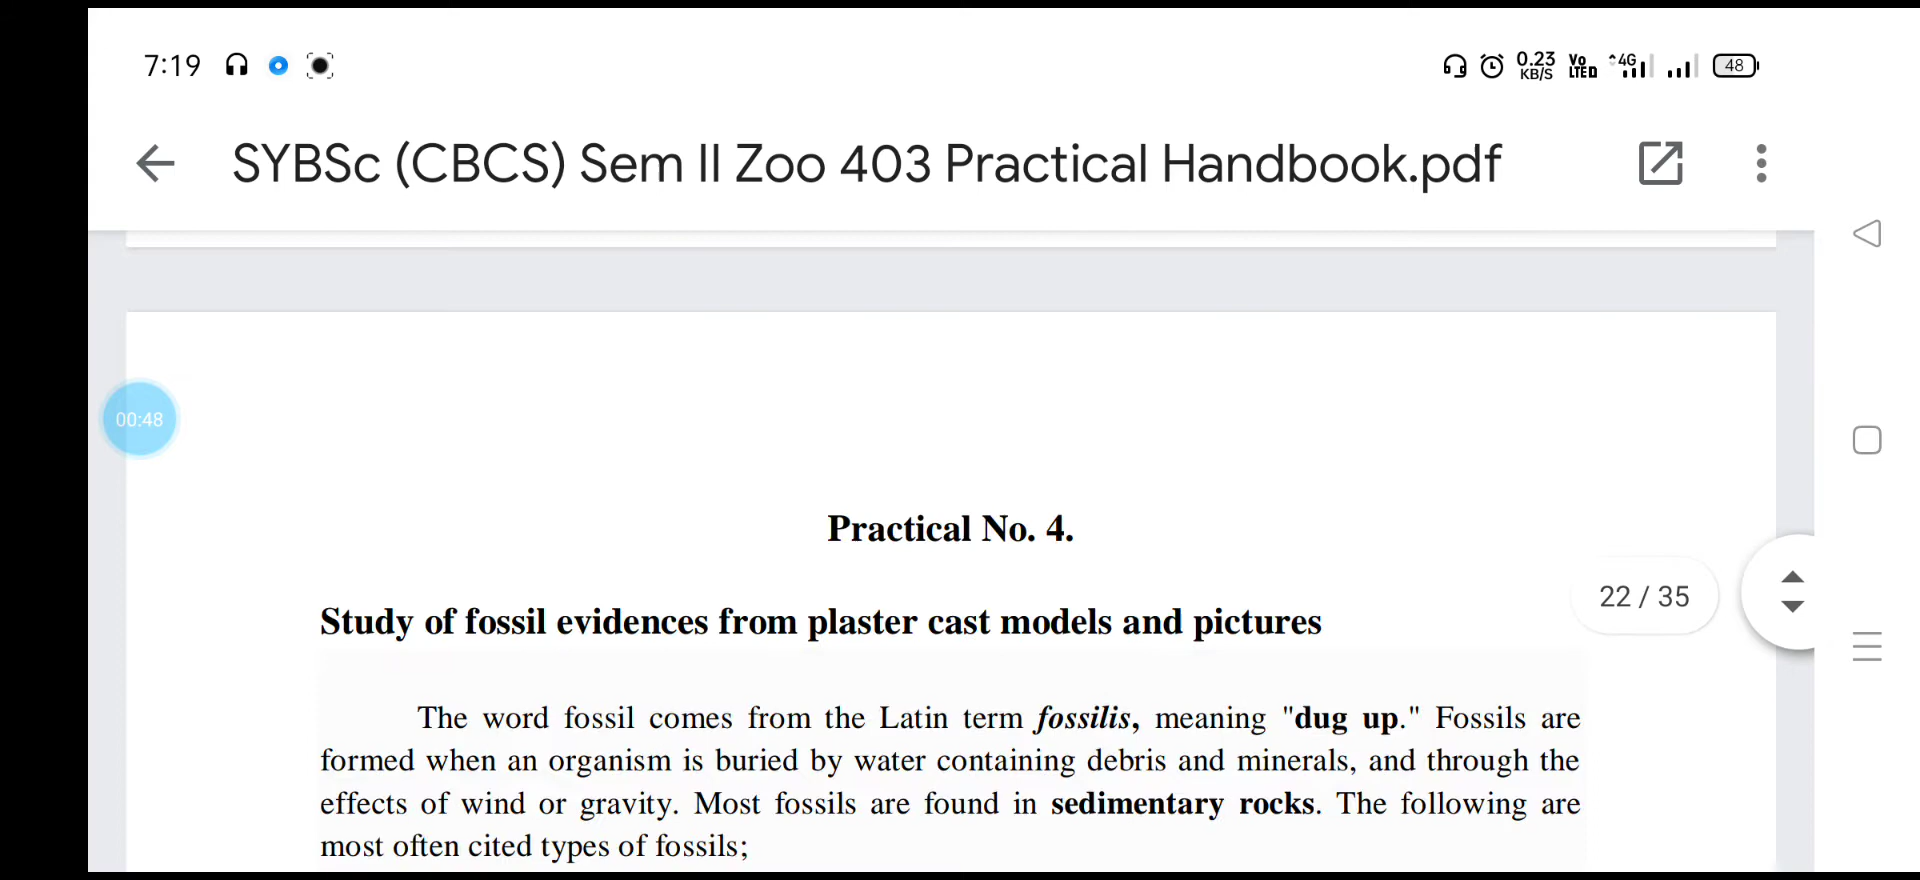 7:19 0.23 KB/S Vo LTE 4G 48
SYBSc (CBCS) Sem II Zoo 403 Practical Handbook.pdf
00:48
Practical No. 4.
22 / 35
Study of fossil evidences from plaster cast models and pictures
The word fossil comes from the Latin term fossilis, meaning "dug up." Fossils are
formed when an organism is buried by water containing debris and minerals, and through the
effects of wind or gravity. Most fossils are found in sedimentary rocks. The following are
most often cited types of fossils;